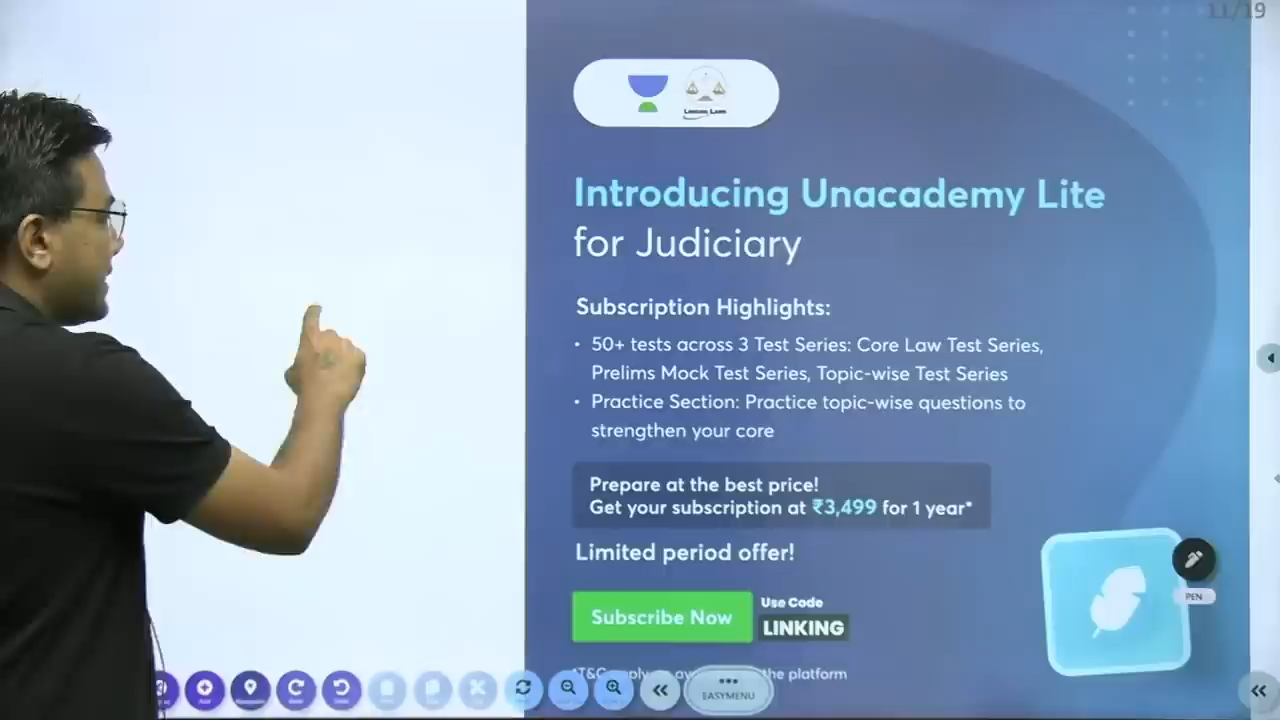 11/19
Linking Laws
Introducing Unacademy Lite
for Judiciary
Subscription Highlights:
• 50+ tests across 3 Test Series: Core Law Test Series,
Prelims Mock Test Series, Topic-wise Test Series
• Practice Section: Practice topic-wise questions to
strengthen your core
Prepare at the best price!
Get your subscription at ₹3,499 for 1 year*
Limited period offer!
Subscribe Now
Use Code
LINKING
PEN
the platform
EASYMENU